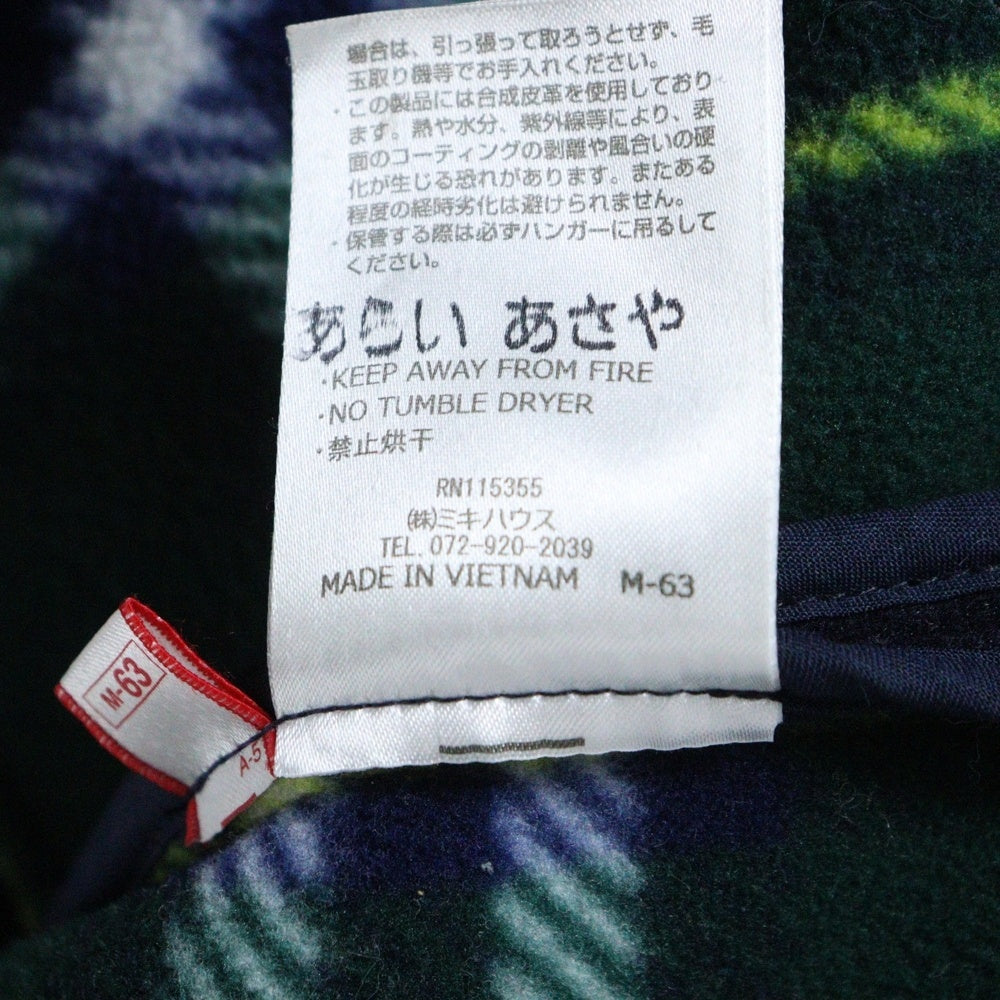 場合は、引っ張って取ろうとせず、毛
玉取り機等でお手入れください。
・この製品には合成皮革を使用しており
ます。熱や水分、紫外線等により、表
面のコーティングの剥離や風合いの硬
化が生じる恐れがあります。またある
程度の経時劣化は避けられません。
・保管する際は必ずハンガーに吊るして
ください。
あらい あさや
・KEEP AWAY FROM FIRE
・NO TUMBLE DRYER
・禁止烘干
RN115355
㈱ミキハウス
TEL. 072-920-2039
MADE IN VIETNAM M-63
M-63
A-5